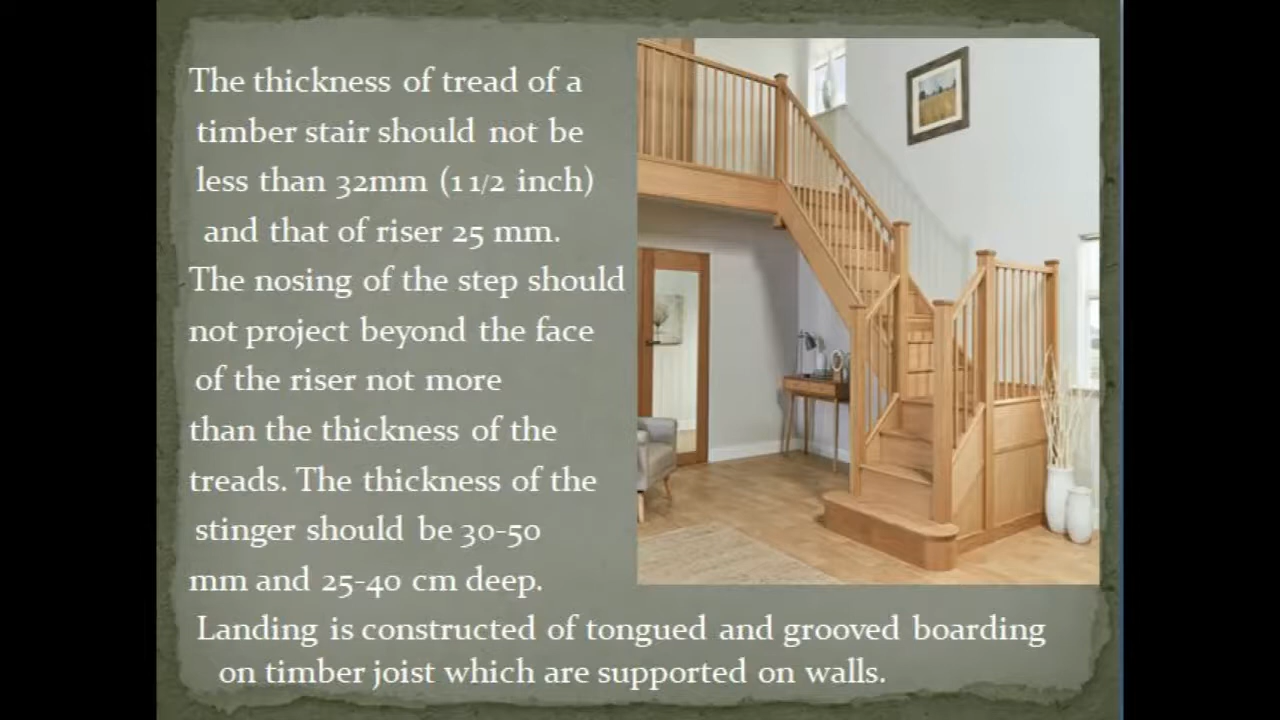 The thickness of tread of a
timber stair should not be
less than 32mm (1 1/2 inch)
and that of riser 25 mm.
The nosing of the step should
not project beyond the face
of the riser not more
than the thickness of the
treads. The thickness of the
stinger should be 30-50
mm and 25-40 cm deep.
Landing is constructed of tongued and grooved boarding
on timber joist which are supported on walls.